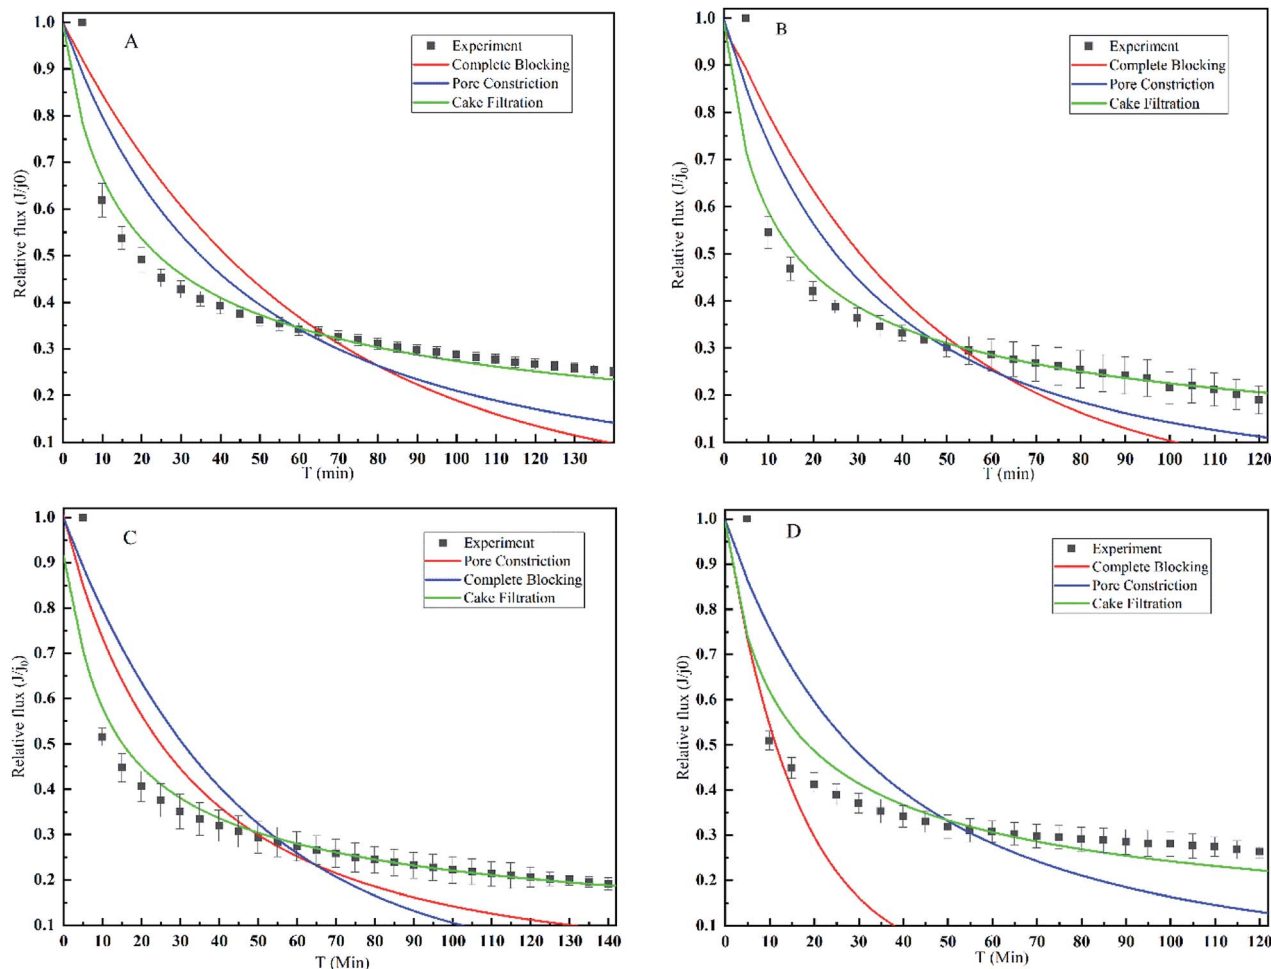 A
Experiment
Complete Blocking
Pore Constriction
Cake Filtration
Relative flux (J/j0)
1.0
0.9
0.8
0.7
0.6
0.5
0.4
0.3
0.2
0.1
0 10 20 30 40 50 60 70 80 90 100 110 120 130
T (min)
B
Experiment
Complete Blocking
Pore Constriction
Cake Filtration
Relative flux (J/j0)
1.0
0.9
0.8
0.7
0.6
0.5
0.4
0.3
0.2
0.1
0 10 20 30 40 50 60 70 80 90 100 110 120
T (min)
C
Experiment
Pore Constriction
Complete Blocking
Cake Filtration
Relative flux (J/j0)
1.0
0.9
0.8
0.7
0.6
0.5
0.4
0.3
0.2
0.1
0 10 20 30 40 50 60 70 80 90 100 110 120 130 140
T (Min)
D
Experiment
Complete Blocking
Pore Constriction
Cake Filtration
Relative flux (J/j0)
1.0
0.9
0.8
0.7
0.6
0.5
0.4
0.3
0.2
0.1
0 10 20 30 40 50 60 70 80 90 100 110 120
T (Min)